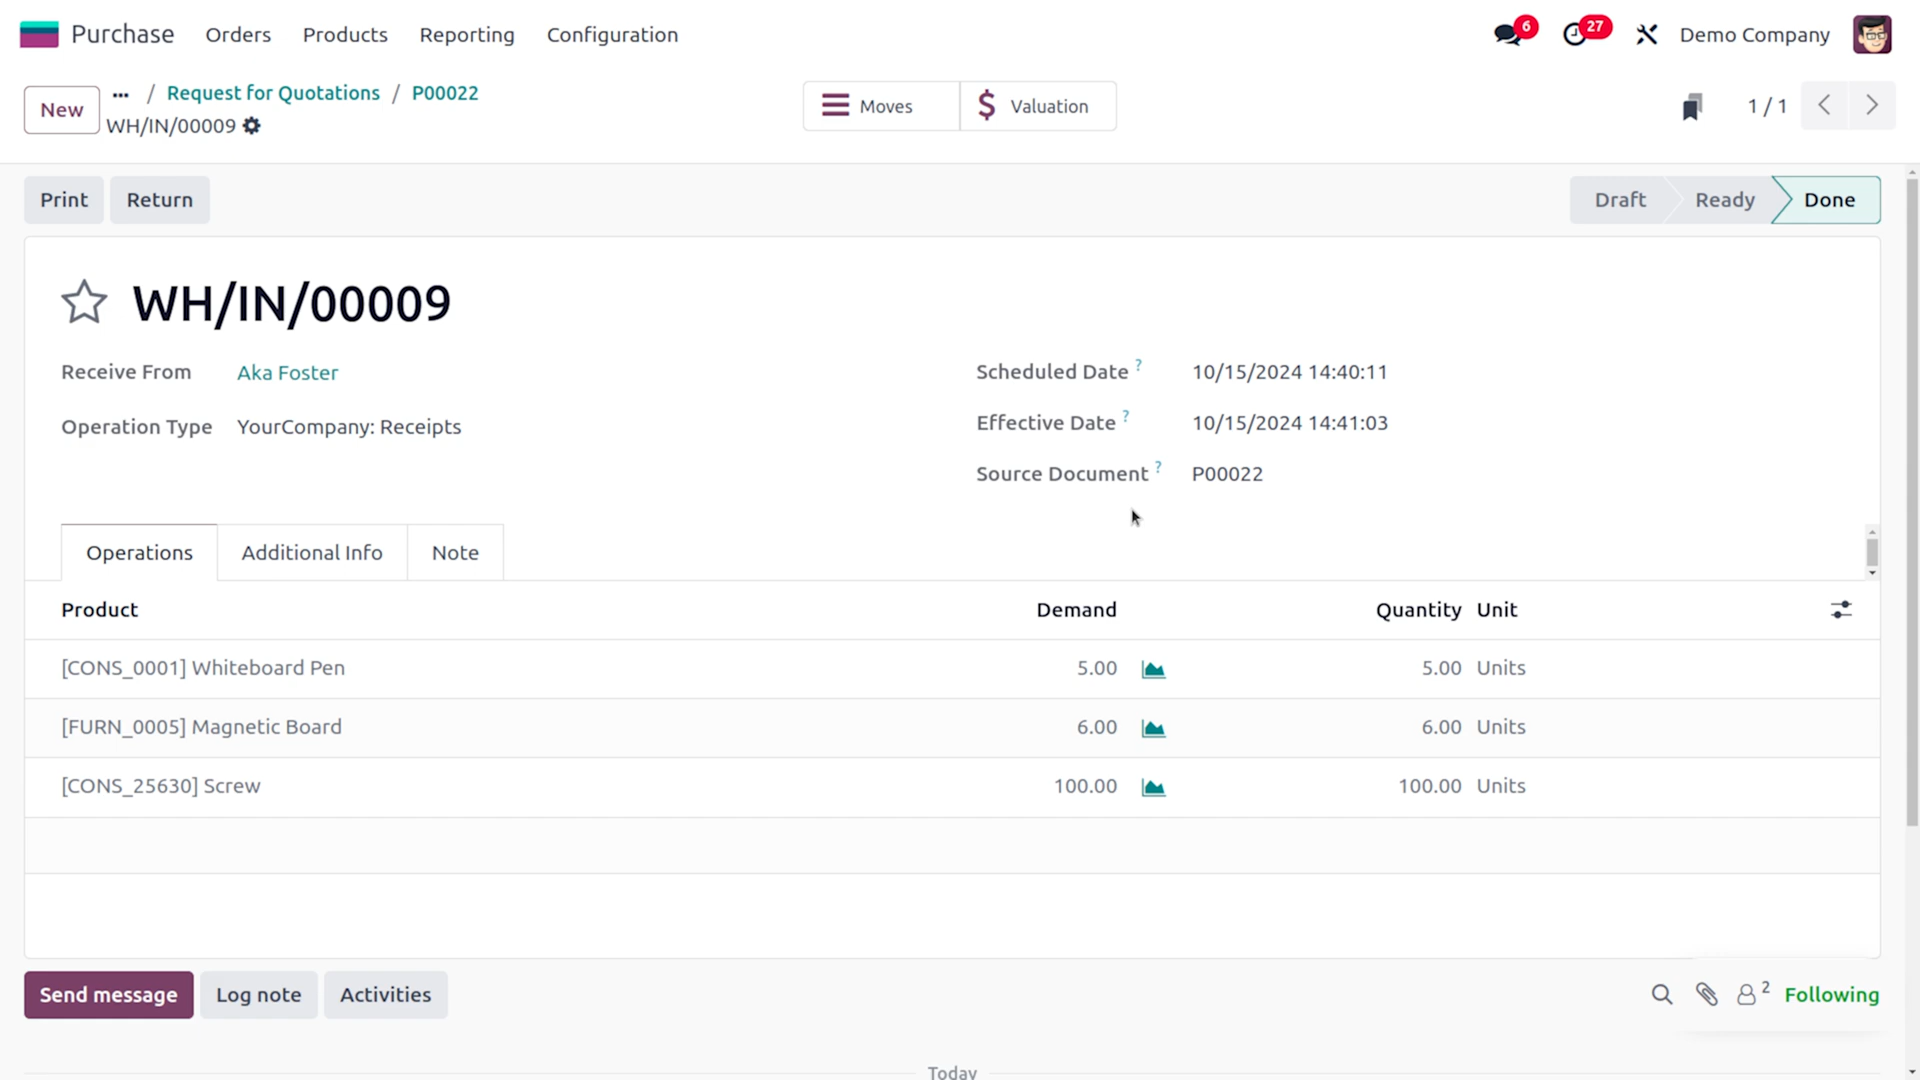 Purchase Orders Products Reporting Configuration 6 27 Demo Company
New ... / Request for Quotations / P00022 Moves $ Valuation 1 / 1
WH/IN/00009
Print Return Draft Ready Done
WH/IN/00009
Receive From Aka Foster Scheduled Date ? 10/15/2024 14:40:11
Operation Type YourCompany: Receipts Effective Date ? 10/15/2024 14:41:03
Source Document ? P00022
Operations Additional Info Note
Product Demand Quantity Unit
[CONS_0001] Whiteboard Pen 5.00 5.00 Units
[FURN_0005] Magnetic Board 6.00 6.00 Units
[CONS_25630] Screw 100.00 100.00 Units
Send message Log note Activities 2 Following
Today